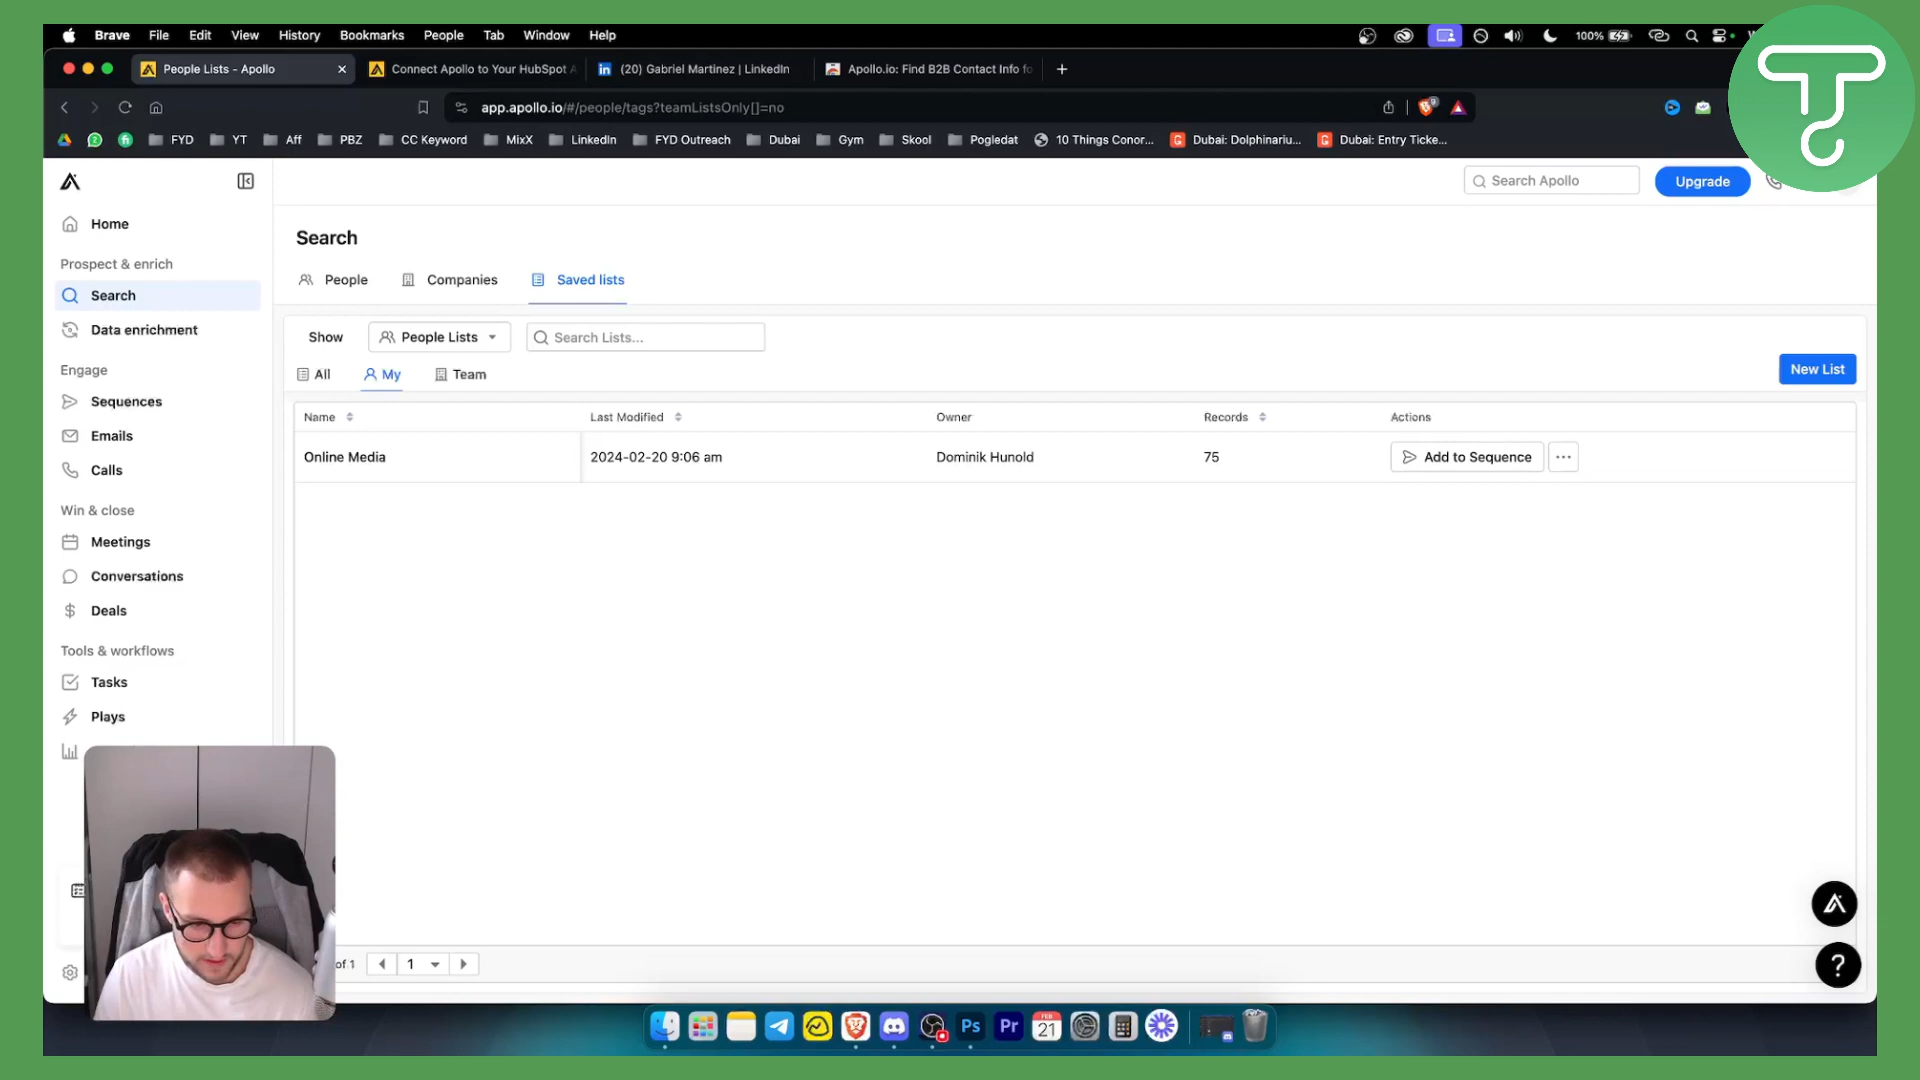 Brave File Edit View History Bookmarks People Tab Window Help 100%
People Lists - Apollo Connect Apollo to Your HubSpot A (20) Gabriel Martinez | LinkedIn Apollo.io: Find B2B Contact Info fo
app.apollo.io/#/people/tags?teamListsOnly[]=no
FYD YT Aff PBZ CC Keyword MixX LinkedIn FYD Outreach Dubai Gym Skool Pogledat 10 Things Conor... Dubai: Dolphinariu... Dubai: Entry Ticke...
Search Apollo Upgrade
Home
Prospect & enrich
Search
Data enrichment
Engage
Sequences
Emails
Calls
Win & close
Meetings
Conversations
Deals
Tools & workflows
Tasks
Plays
Search
People Companies Saved lists
Show People Lists Search Lists...
All My Team
New List
Name Last Modified Owner Records Actions
Online Media 2024-02-20 9:06 am Dominik Hunold 75 Add to Sequence
of 1 1
?
Ps Pr FEB 21